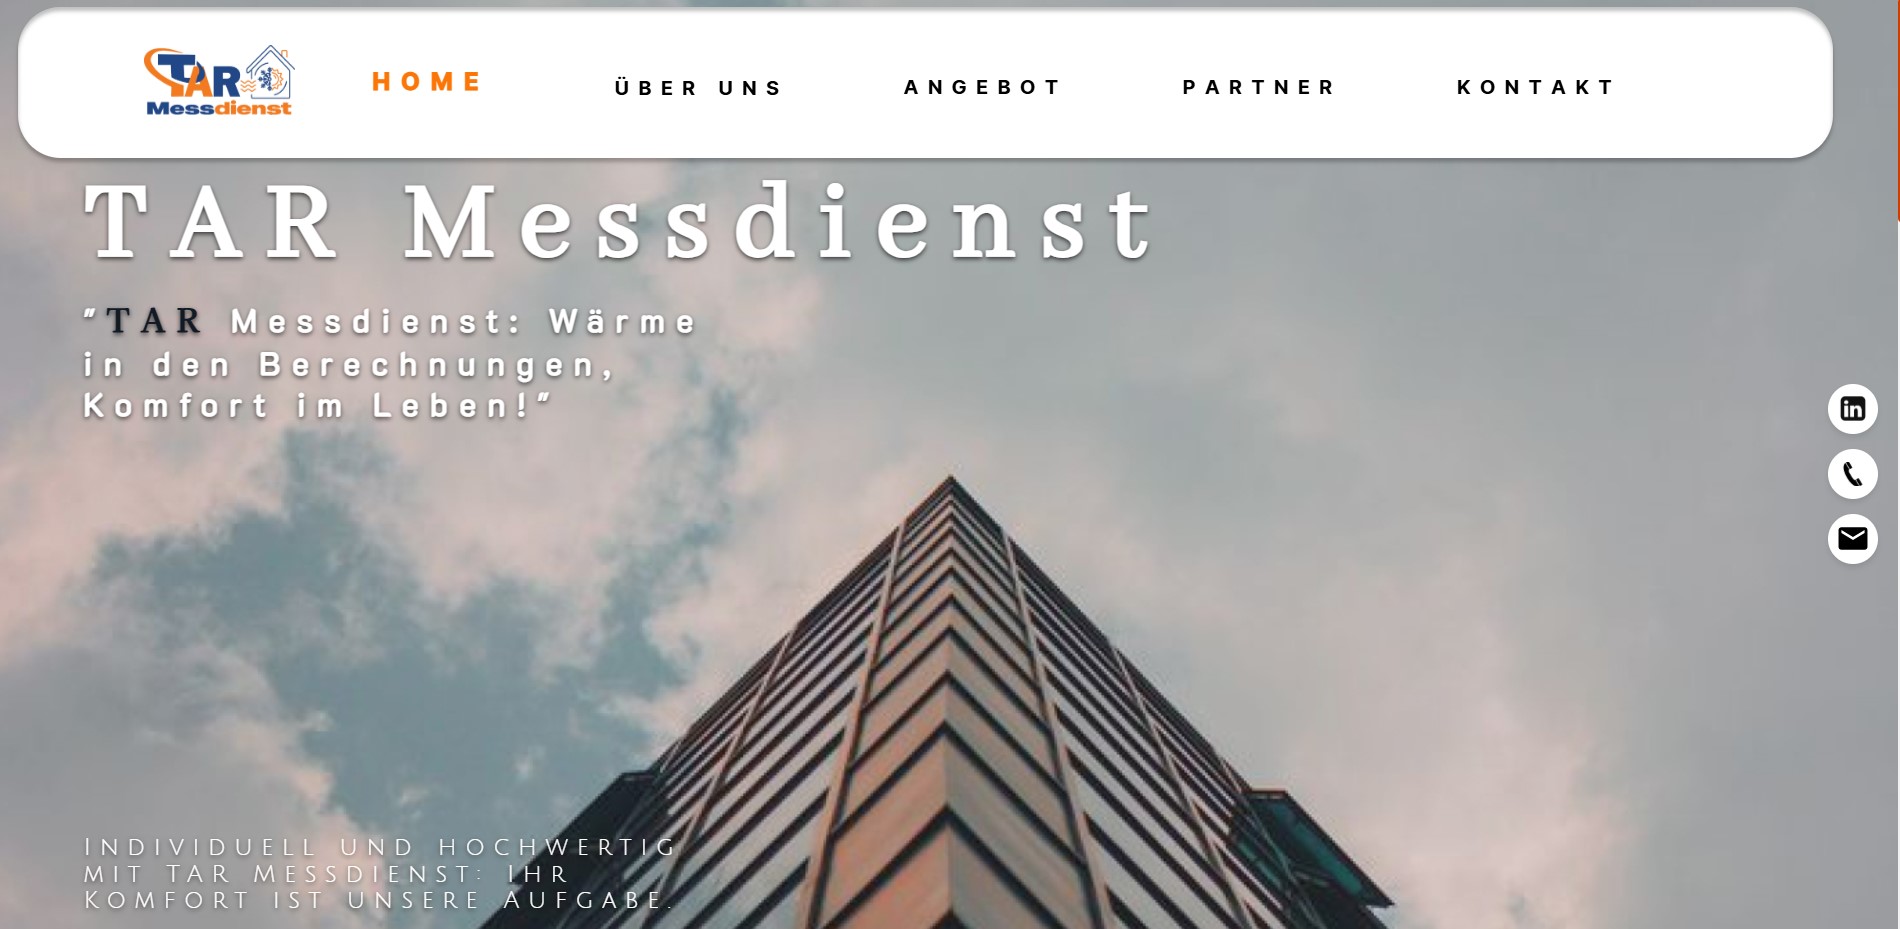 TAR
Messdienst
HOME
ÜBER UNS
ANGEBOT
PARTNER
KONTAKT
TAR Messdienst
"TAR Messdienst: Wärme
in den Berechnungen,
Komfort im Leben!"
in
Individuell und hochwertig
mit TAR Messdienst: Ihr
Komfort ist unsere Aufgabe.